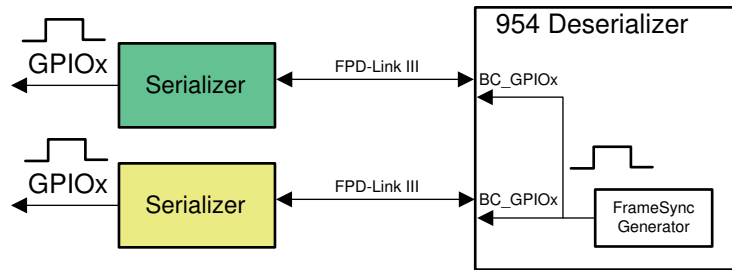 954 Deserializer
GPIOx
Serializer
FPD-Link III
BC_GPIOx
GPIOx
Serializer
FPD-Link III
BC_GPIOx
FrameSync
Generator